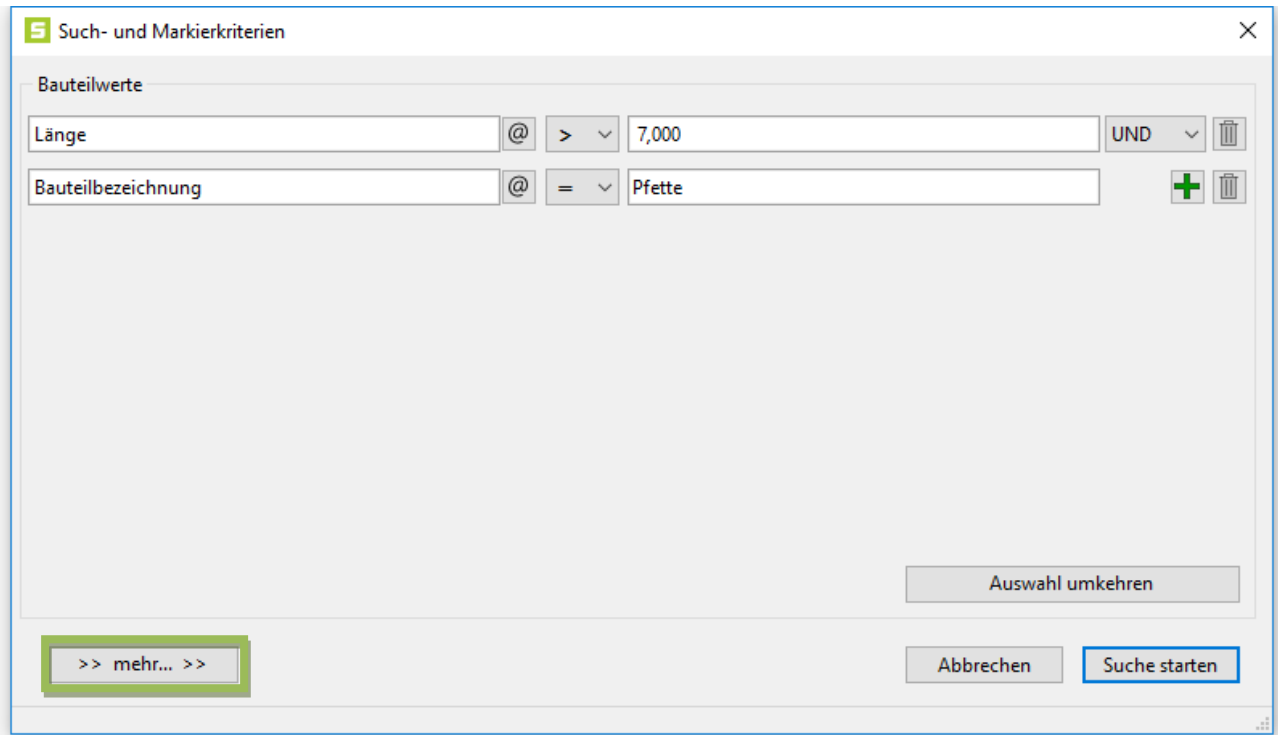 Such- und Markierkriterien
Bauteilwerte
Länge @ > 7,000 UND
Bauteilbezeichnung @ = Pfette
Auswahl umkehren
>> mehr... >> Abbrechen Suche starten